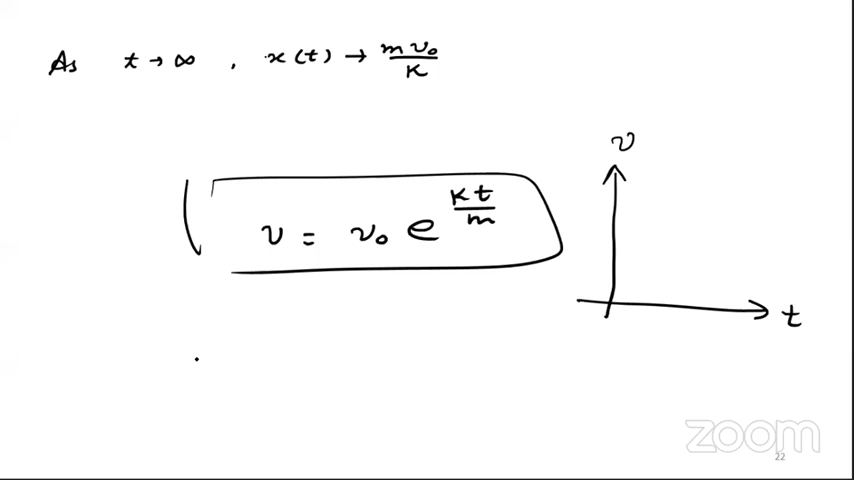 As t → ∞ , x(t) → mv₀/K
v
v = v₀ e^(Kt/m)
t
zoom
22